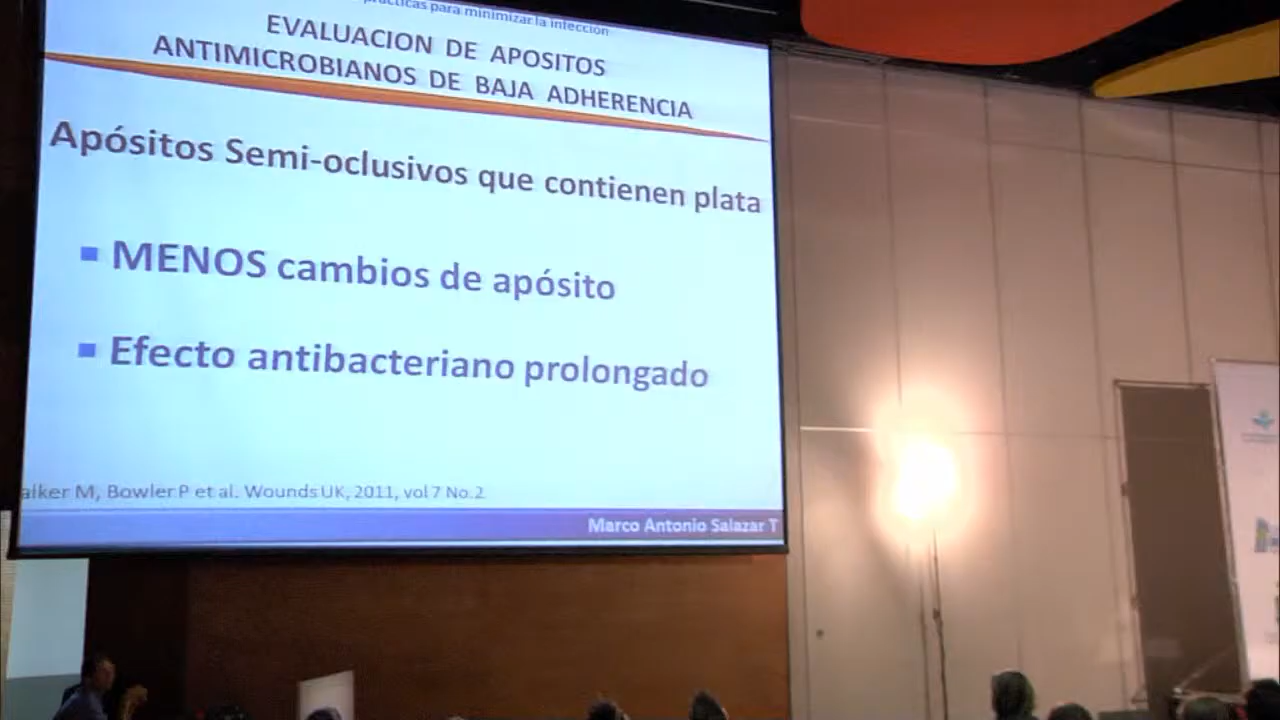 prácticas para minimizar la infección
EVALUACION DE APOSITOS
ANTIMICROBIANOS DE BAJA ADHERENCIA
Apósitos Semi-oclusivos que contienen plata
MENOS cambios de apósito
Efecto antibacteriano prolongado
alker M, Bowler P et al. Wounds UK, 2011, vol 7 No.2
Marco Antonio Salazar T